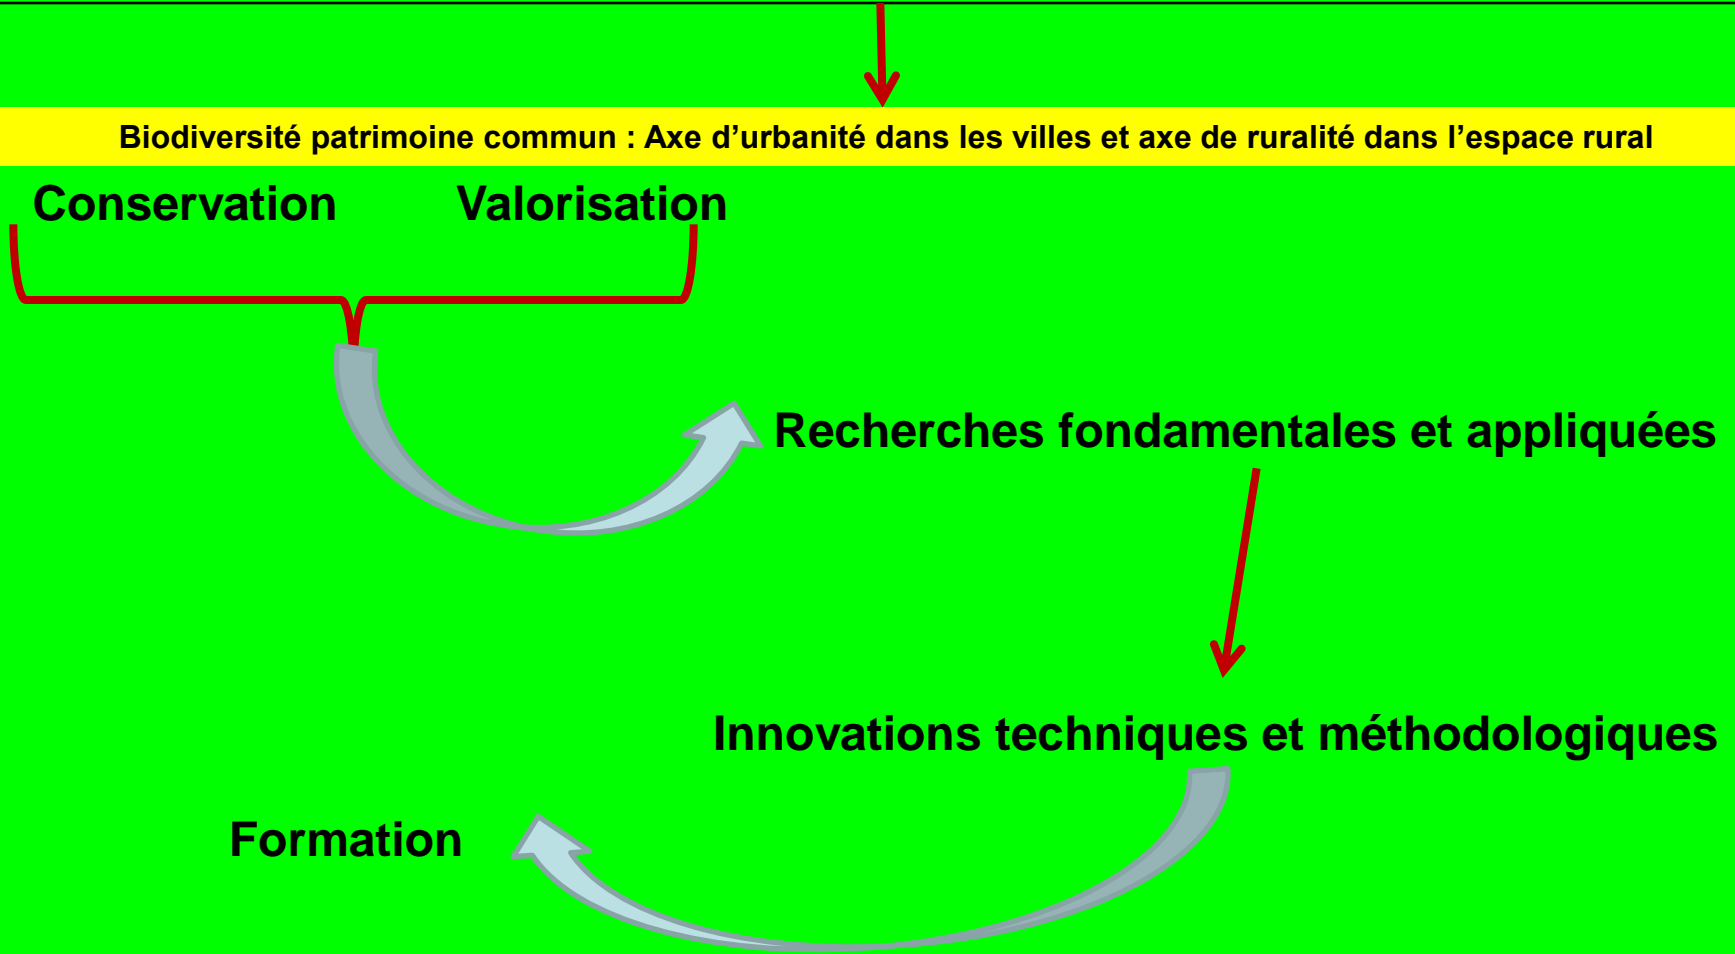 Biodiversité patrimoine commun : Axe d’urbanité dans les villes et axe de ruralité dans l’espace rural
Conservation Valorisation
Recherches fondamentales et appliquées
Innovations techniques et méthodologiques
Formation